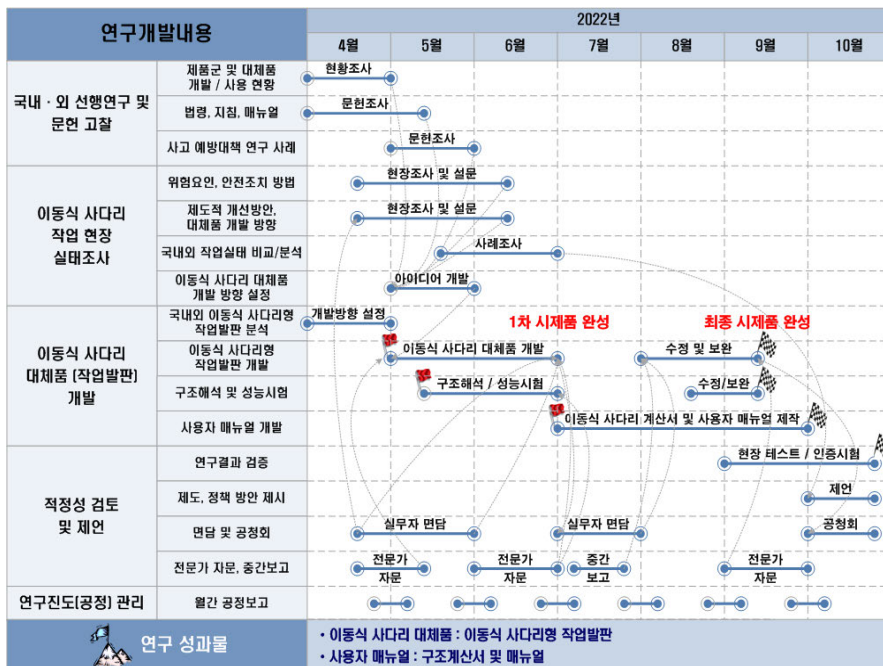 연구개발내용
2022년
4월 5월 6월 7월 8월 9월 10월
국내 · 외 선행연구 및
문헌 고찰
제품군 및 대체품
개발 / 사용 현황
현황조사
법령, 지침, 매뉴얼
문헌조사
사고 예방대책 연구 사례
문헌조사
이동식 사다리
작업 현장
실태조사
위험요인, 안전조치 방법
현장조사 및 설문
제도적 개선방안,
대체품 개발 방향
현장조사 및 설문
국내외 작업실태 비교/분석
사례조사
이동식 사다리 대체품
개발 방향 설정
아이디어 개발
이동식 사다리
대체품 (작업발판)
개발
국내외 이동식 사다리형
작업발판 분석
개발방향 설정
1차 시제품 완성
최종 시제품 완성
이동식 사다리형
작업발판 개발
이동식 사다리 대체품 개발
수정 및 보완
구조해석 및 성능시험
구조해석 / 성능시험
수정/보완
사용자 매뉴얼 개발
이동식 사다리 계산서 및 사용자 매뉴얼 제작
적정성 검토
및 제언
연구결과 검증
현장 테스트 / 인증시험
제도, 정책 방안 제시
제언
면담 및 공청회
실무자 면담
실무자 면담
공청회
전문가 자문, 중간보고
전문가
자문
전문가
자문
중간
보고
전문가
자문
연구진도(공정) 관리
월간 공정보고
연구 성과물
• 이동식 사다리 대체품 : 이동식 사다리형 작업발판
• 사용자 매뉴얼 : 구조계산서 및 매뉴얼